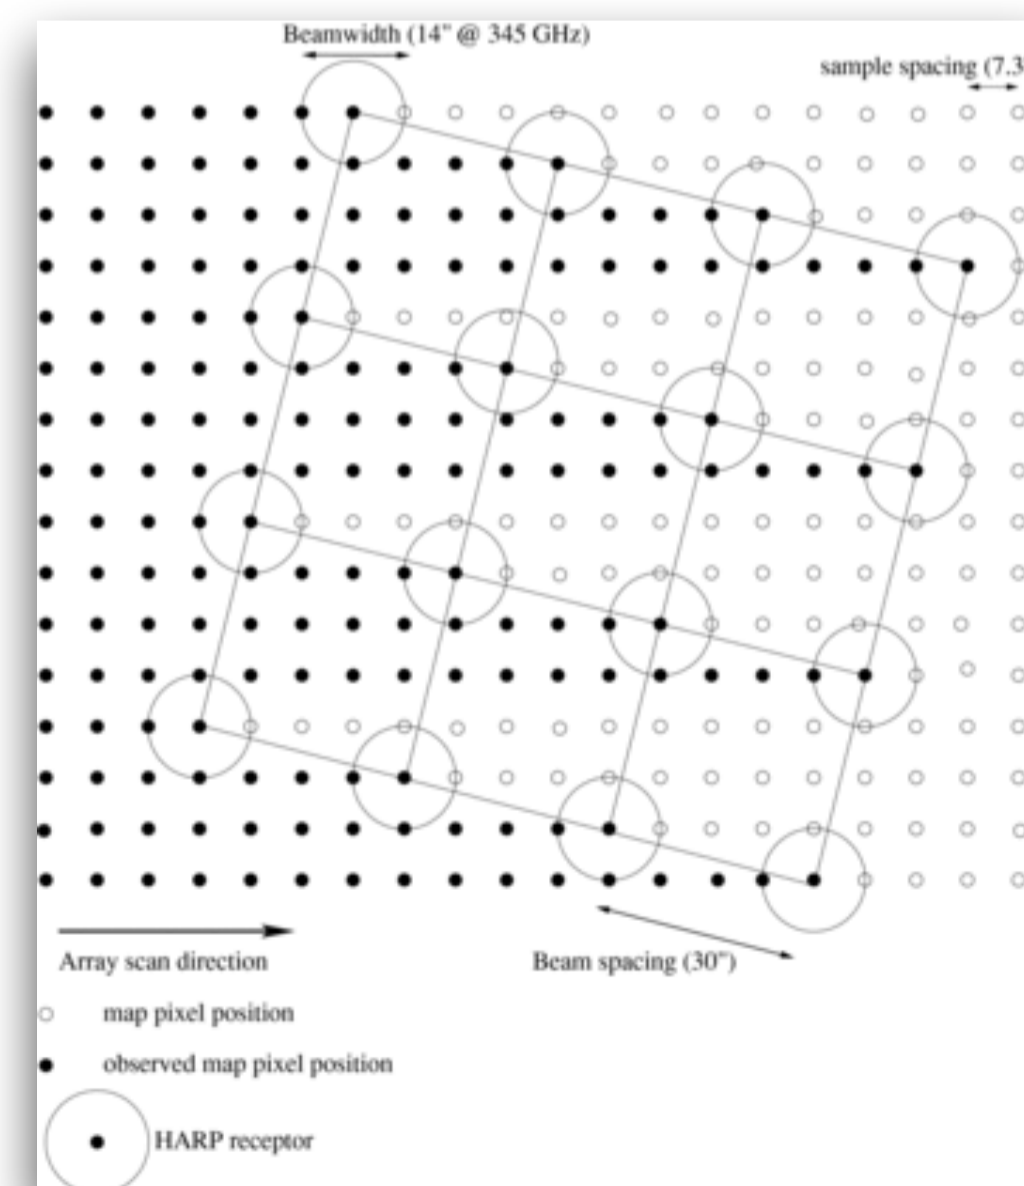 Beamwidth (14" @ 345 GHz)
sample spacing (7.3
Array scan direction
Beam spacing (30")
map pixel position
observed map pixel position
HARP receptor